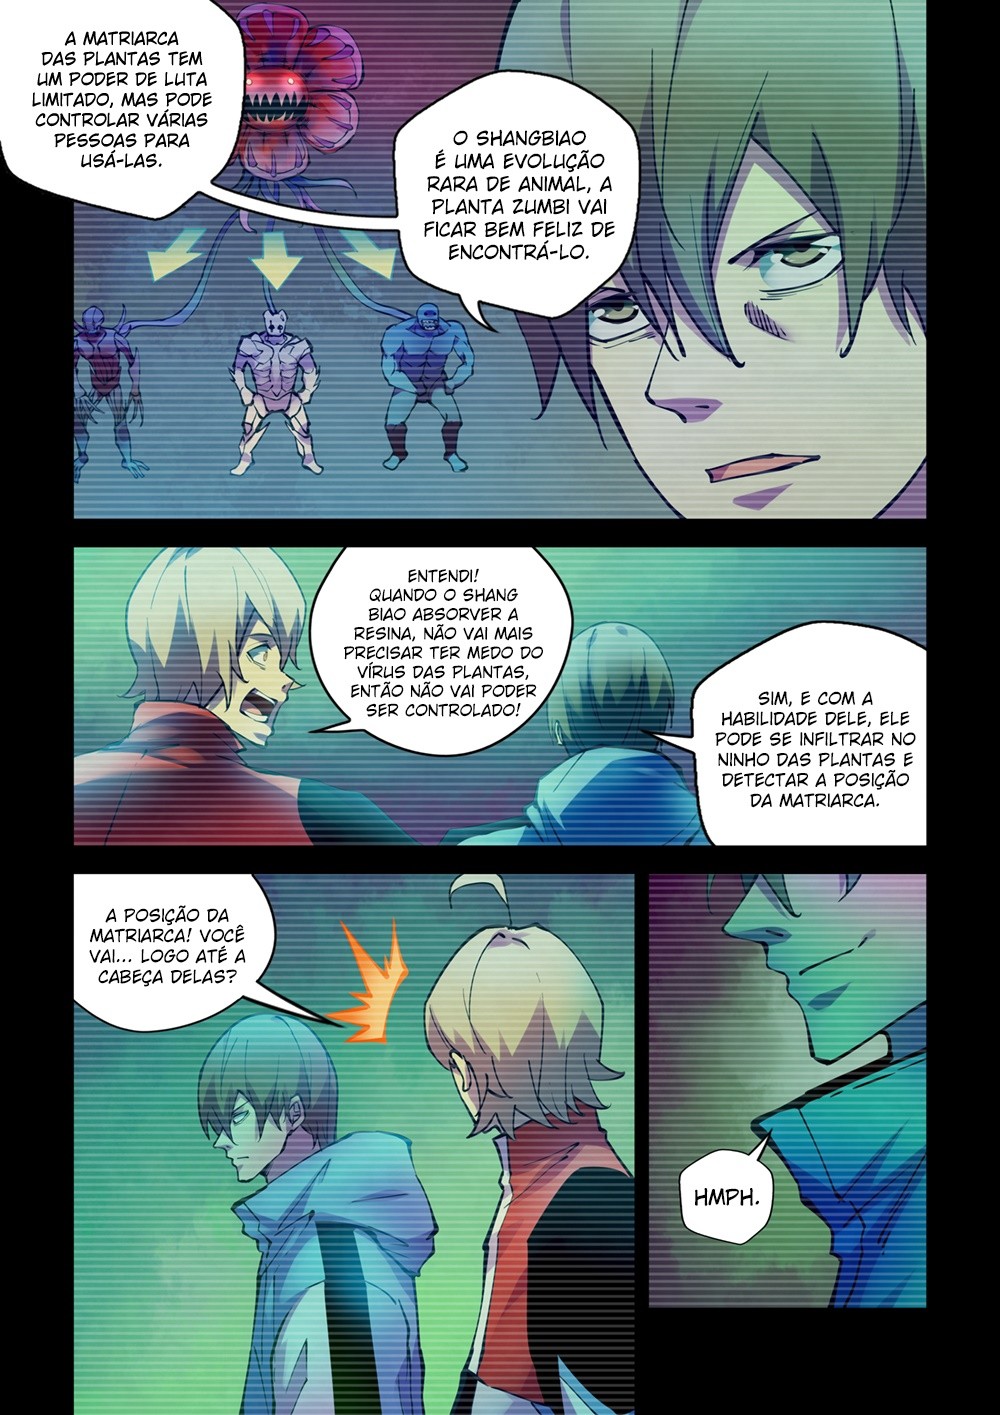 A MATRIARCA
DAS PLANTAS TEM
UM PODER DE LUTA
LIMITADO, MAS PODE
CONTROLAR VÁRIAS
PESSOAS PARA
USÁ-LAS.
O SHANGBIAO
É UMA EVOLUÇÃO
RARA DE ANIMAL, A
PLANTA ZUMBI VAI
FICAR BEM FELIZ DE
ENCONTRÁ-LO.
ENTENDI!
QUANDO O SHANG
BIAO ABSORVER A
RESINA, NÃO VAI MAIS
PRECISAR TER MEDO DO
VÍRUS DAS PLANTAS,
ENTÃO NÃO VAI PODER
SER CONTROLADO!
SIM, E COM A
HABILIDADE DELE, ELE
PODE SE INFILTRAR NO
NINHO DAS PLANTAS E
DETECTAR A POSIÇÃO
DA MATRIARCA.
A POSIÇÃO DA
MATRIARCA! VOCÊ
VAI... LOGO ATÉ A
CABEÇA DELAS?
HMPH.